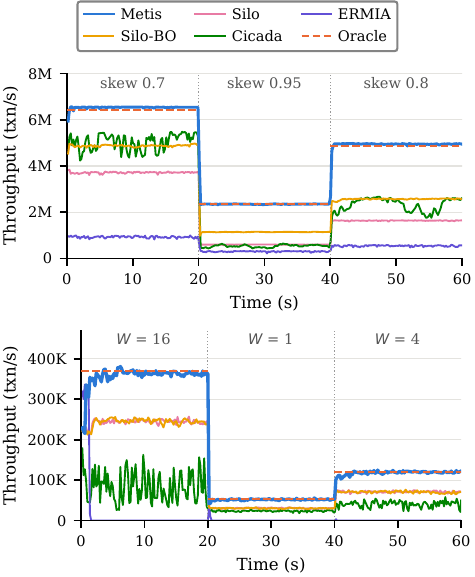 Metis Silo ERMIA
Silo-BO Cicada Oracle
8M
skew 0.7 skew 0.95 skew 0.8
6M
4M
2M
0
Throughput (txn/s)
0 10 20 30 40 50 60
Time (s)
W = 16 W = 1 W = 4
400K
300K
200K
100K
0
Throughput (txn/s)
0 10 20 30 40 50 60
Time (s)